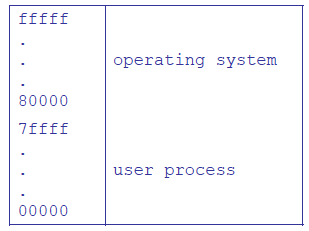 fffff
.
.
operating system
.
80000
7ffff
.
.
user process
.
00000